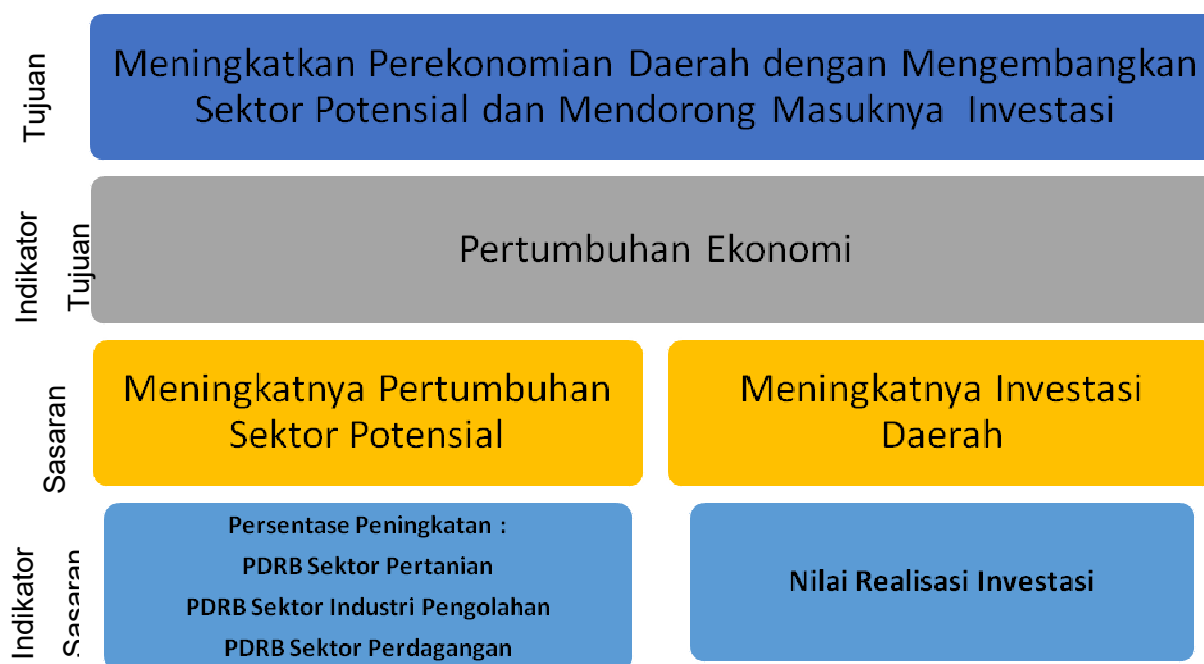 Tujuan
Meningkatkan Perekonomian Daerah dengan Mengembangkan
Sektor Potensial dan Mendorong Masuknya Investasi
Indikator
Tujuan
Pertumbuhan Ekonomi
Sasaran
Meningkatnya Pertumbuhan
Sektor Potensial
Meningkatnya Investasi
Daerah
Indikator
Sasaran
Persentase Peningkatan :
PDRB Sektor Pertanian
PDRB Sektor Industri Pengolahan
PDRB Sektor Perdagangan
Nilai Realisasi Investasi